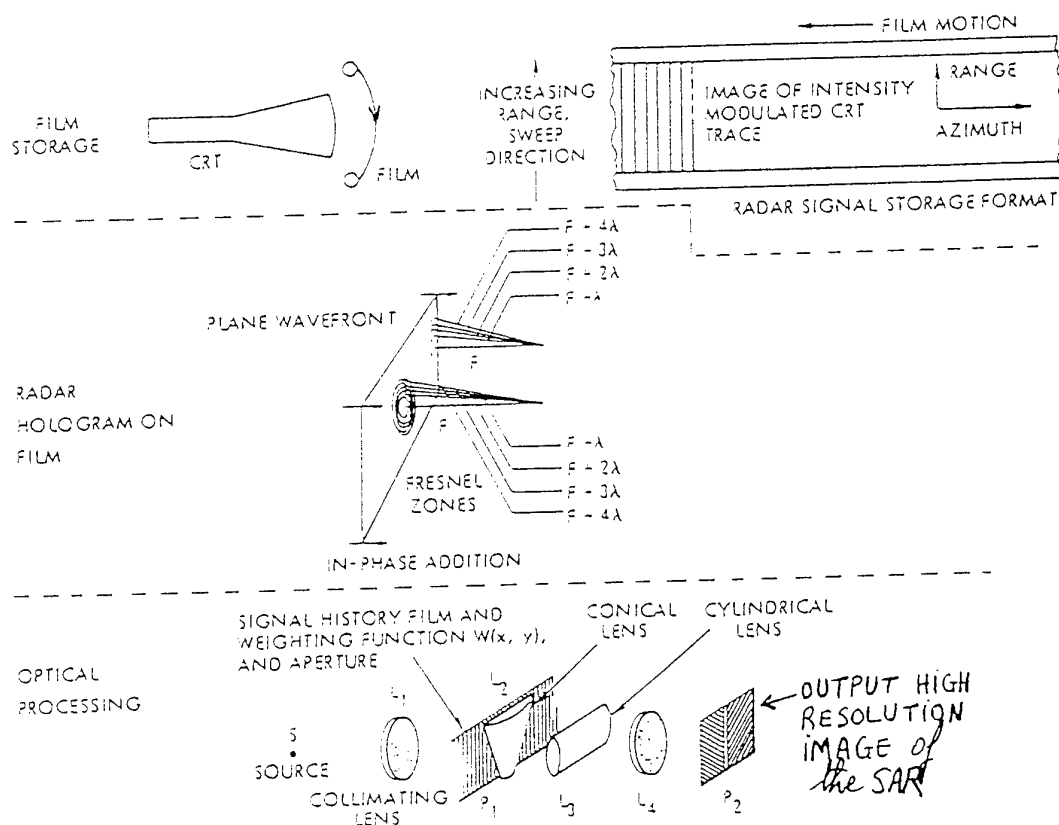 FILM MOTION
FILM
STORAGE
CRT
FILM
INCREASING
RANGE,
SWEEP
DIRECTION
IMAGE OF INTENSITY
MODULATED CRT
TRACE
RANGE
AZIMUTH
RADAR SIGNAL STORAGE FORMAT
F - 4λ
F - 3λ
F - 2λ
F - λ
PLANE WAVEFRONT
F
RADAR
HOLOGRAM ON
FILM
F
F - λ
F - 2λ
F - 3λ
F - 4λ
FRESNEL
ZONES
IN-PHASE ADDITION
SIGNAL HISTORY FILM AND
WEIGHTING FUNCTION W(x, y),
AND APERTURE
CONICAL
LENS
CYLINDRICAL
LENS
OPTICAL
PROCESSING
L1
L2
S
SOURCE
COLLIMATING
LENS
P1
L3
L4
P2
OUTPUT HIGH
RESOLUTION
IMAGE of
the SAR